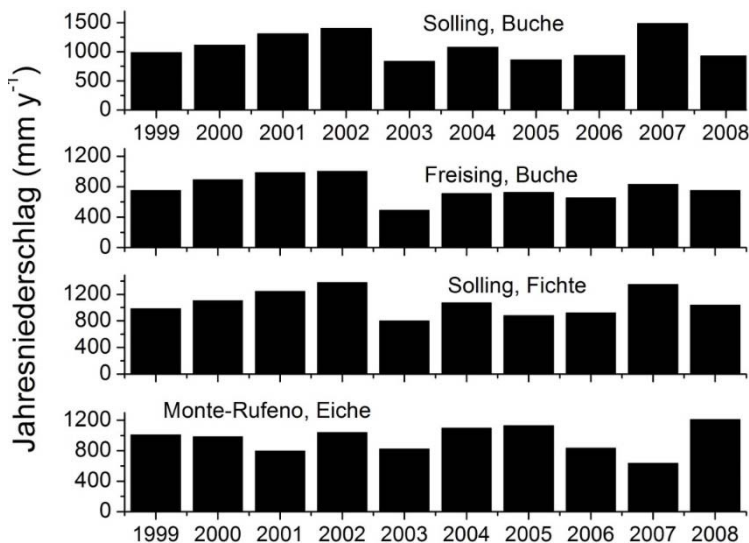 Jahresniederschlag (mm y⁻¹)
Solling, Buche
1500
1000
500
0
1999 2000 2001 2002 2003 2004 2005 2006 2007 2008
Freising, Buche
1200
800
400
0
Solling, Fichte
1200
800
400
0
Monte-Rufeno, Eiche
1200
800
400
0
1999 2000 2001 2002 2003 2004 2005 2006 2007 2008